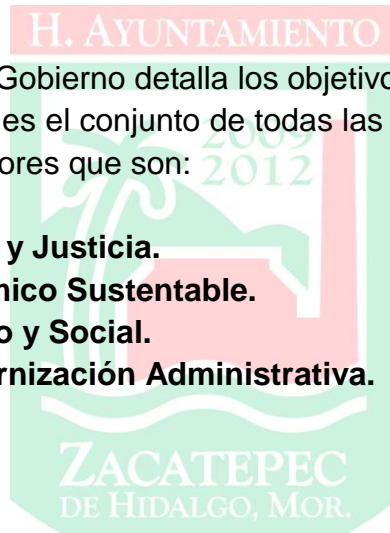 H. AYUNTAMIENTO
Gobierno detalla los objetivo
es el conjunto de todas las
2009
ores que son:
2012
y Justicia.
mico Sustentable.
o y Social.
rnización Administrativa.
ZACATEPEC
DE HIDALGO, MOR.